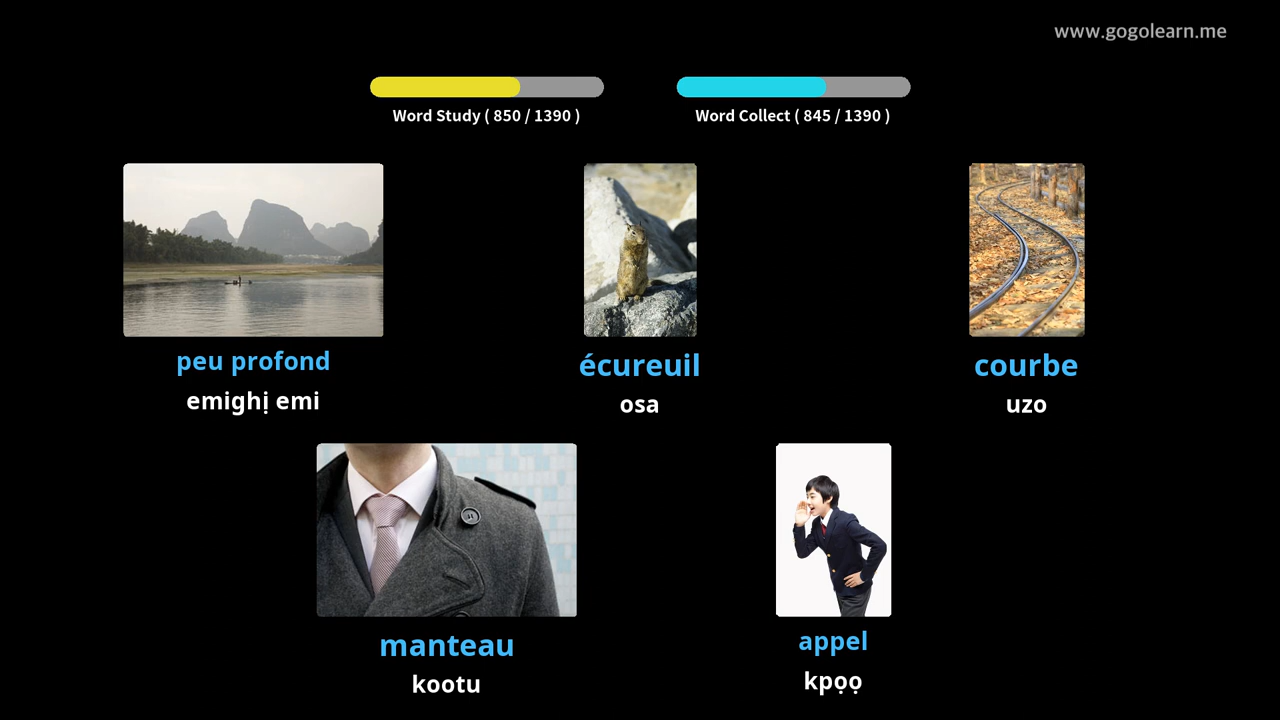 www.gogolearn.me
Word Study ( 850 / 1390 )
Word Collect ( 845 / 1390 )
peu profond
emighị emi
écureuil
osa
courbe
uzo
manteau
kootu
appel
kpọọ